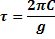 τ = 2πC / g